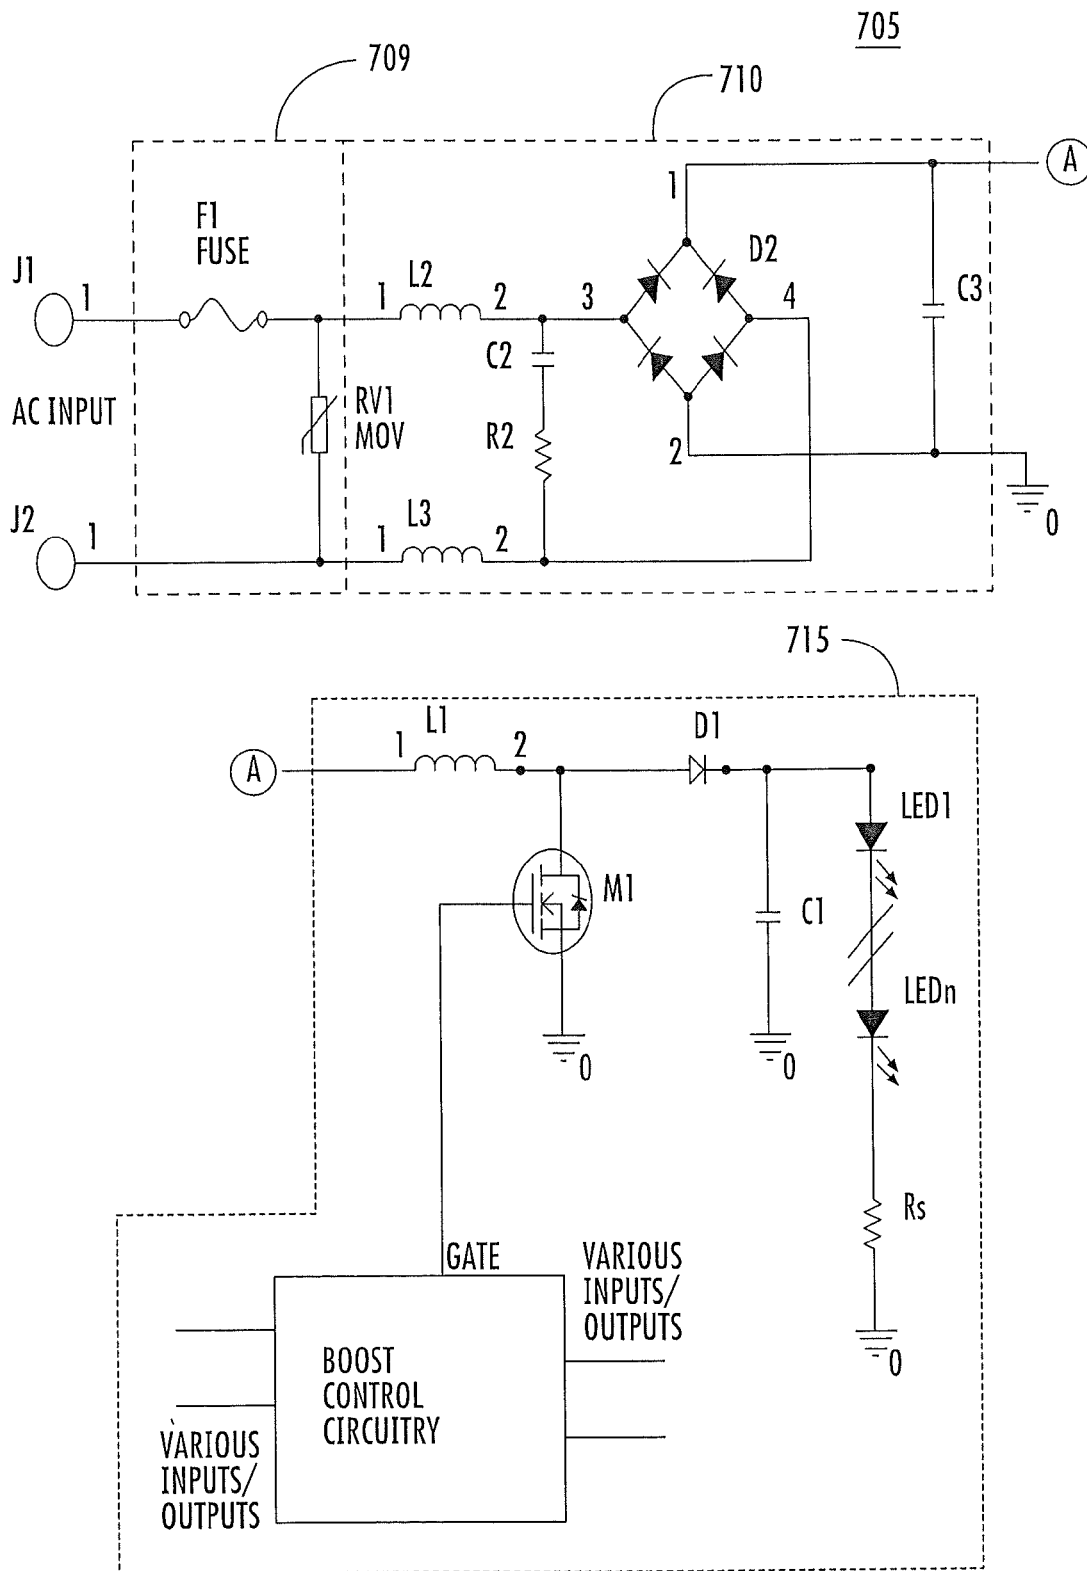 705
709
710
F1
FUSE
J1
1
1
L2
2
3
1
D2
4
C3
A
C2
RV1
MOV
R2
AC INPUT
2
0
J2
1
1
L3
2
715
A
1
L1
2
D1
LED1
M1
C1
LEDn
0
0
Rs
GATE
VARIOUS
INPUTS/
OUTPUTS
0
BOOST
CONTROL
CIRCUITRY
VARIOUS
INPUTS/
OUTPUTS